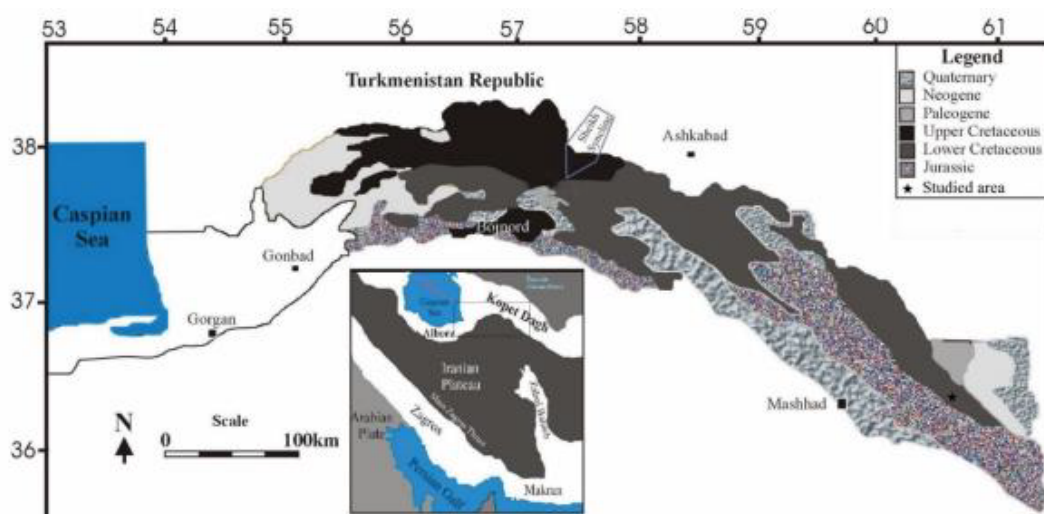 53 54 55 56 57 58 59 60 61
Legend
Quaternary
Neogene
Paleogene
Upper Cretaceous
Lower Cretaceous
Jurassic
Studied area
Turkmenistan Republic
Sheikh
Ashkabad
38
Caspian
Sea
Bojnord
Gonbad
37
Gorgan
Kopet Dagh
Caspian
Sea
Alborz
Iranian
Plateau
Mashhad
Zagros
Arabian
Plate
N
Scale
0 100km
36
Persian Gulf
Makran